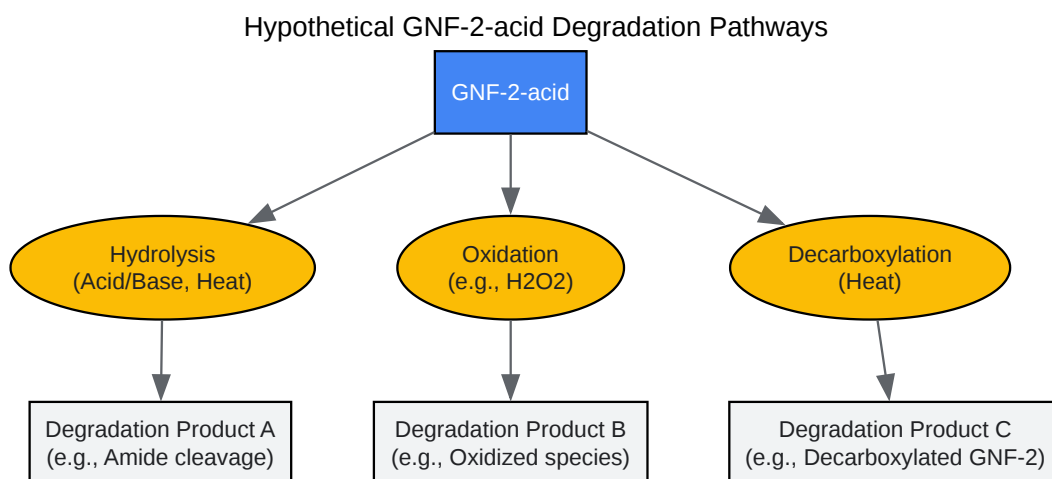 Hypothetical GNF-2-acid Degradation Pathways
GNF-2-acid
Hydrolysis
(Acid/Base, Heat)
Oxidation
(e.g., H2O2)
Decarboxylation
(Heat)
Degradation Product A
(e.g., Amide cleavage)
Degradation Product B
(e.g., Oxidized species)
Degradation Product C
(e.g., Decarboxylated GNF-2)